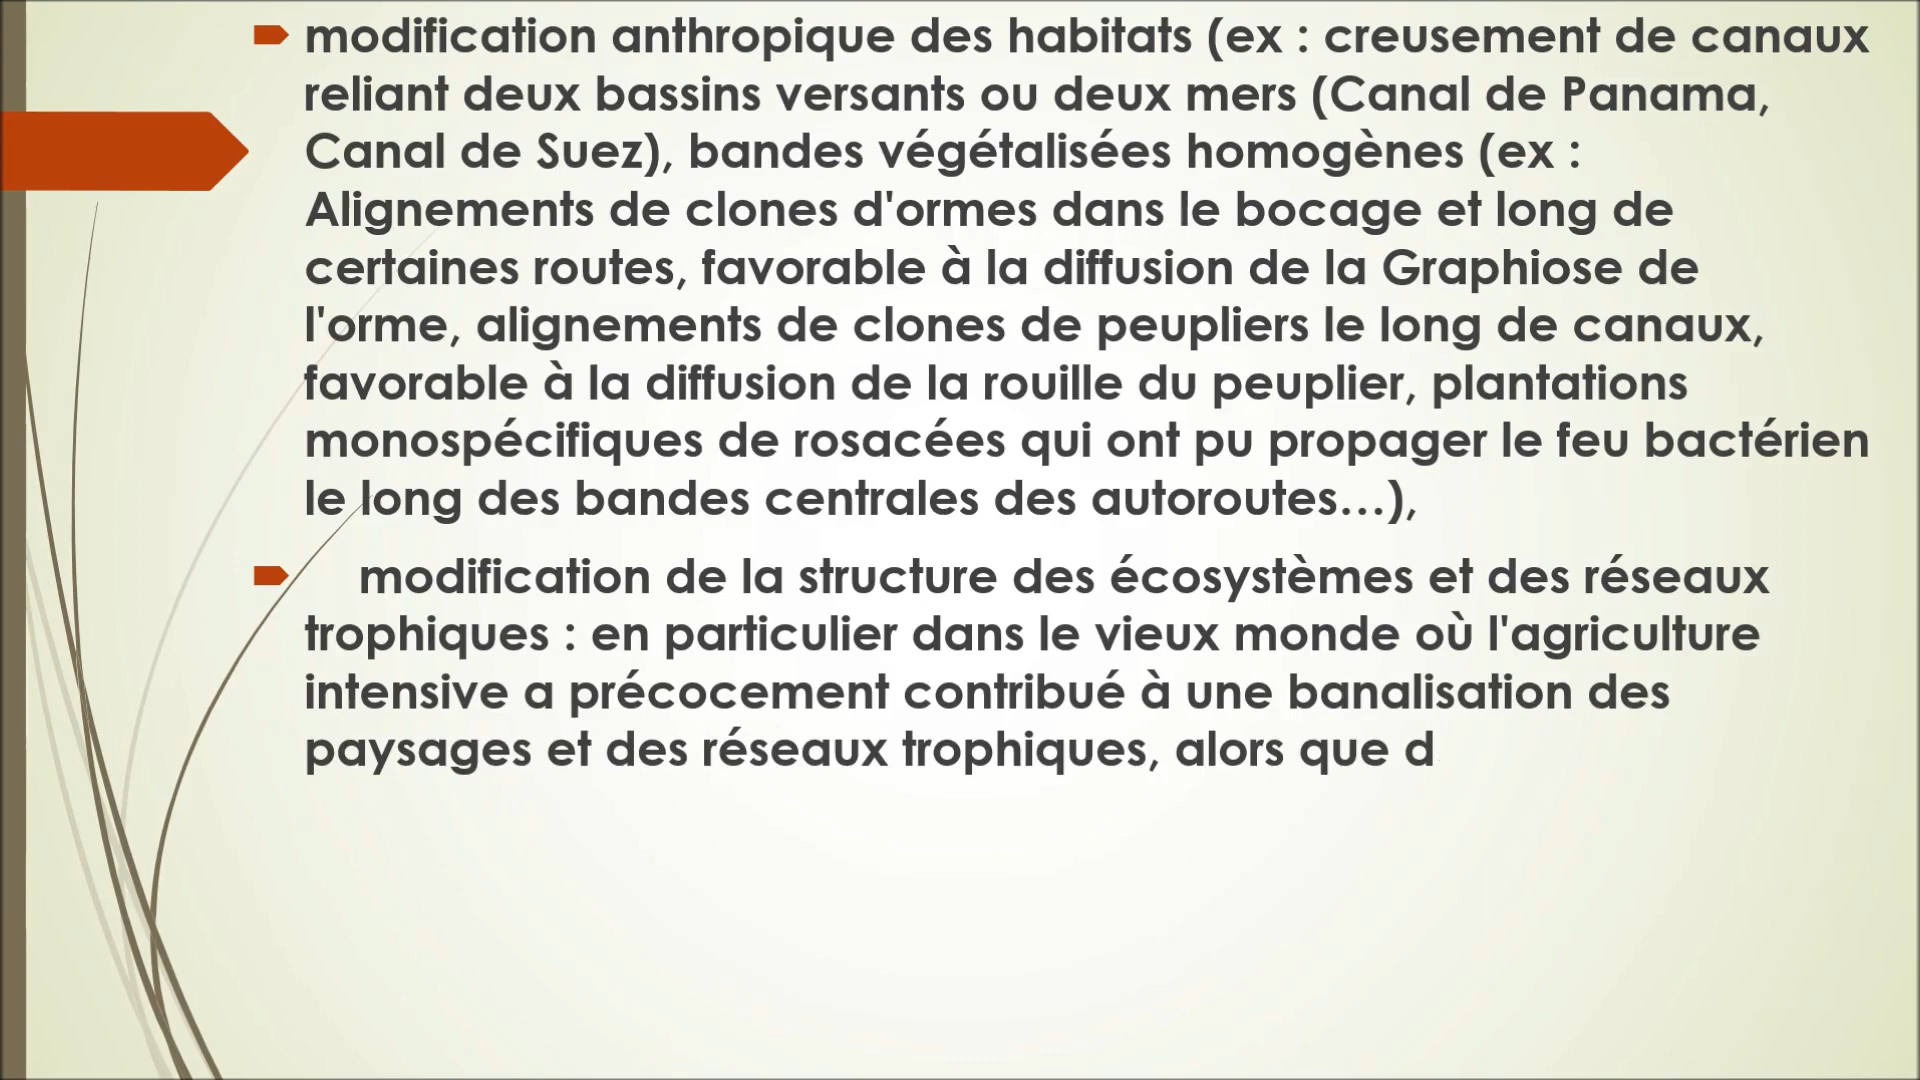 modification anthropique des habitats (ex : creusement de canaux
reliant deux bassins versants ou deux mers (Canal de Panama,
Canal de Suez), bandes végétalisées homogènes (ex :
Alignements de clones d'ormes dans le bocage et long de
certaines routes, favorable à la diffusion de la Graphiose de
l'orme, alignements de clones de peupliers le long de canaux,
favorable à la diffusion de la rouille du peuplier, plantations
monospécifiques de rosacées qui ont pu propager le feu bactérien
le long des bandes centrales des autoroutes…),
modification de la structure des écosystèmes et des réseaux
trophiques : en particulier dans le vieux monde où l'agriculture
intensive a précocement contribué à une banalisation des
paysages et des réseaux trophiques, alors que d